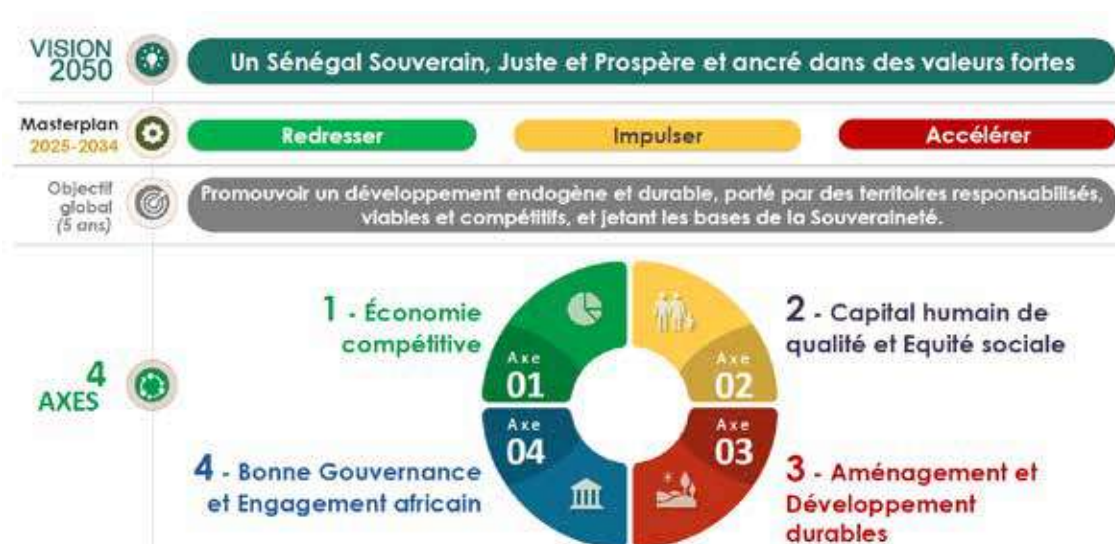 VISION
2050
Un Sénégal Souverain, Juste et Prospère et ancré dans des valeurs fortes
Masterplan
2025-2034
Redresser
Impulser
Accélérer
Objectif
global
(5 ans)
Promouvoir un développement endogène et durable, porté par des territoires responsabilisés,
viables et compétitifs, et jetant les bases de la Souveraineté.
4
AXES
1 - Économie
compétitive
Axe
01
Axe
02
2 - Capital humain de
qualité et Equité sociale
4 - Bonne Gouvernance
et Engagement africain
Axe
04
Axe
03
3 - Aménagement et
Développement
durables